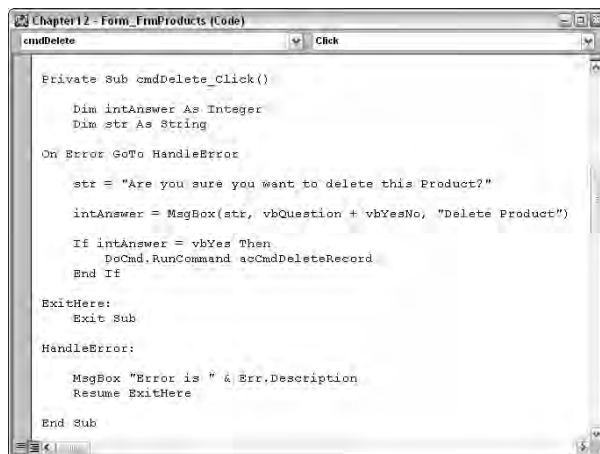 Chapter12 - Form_FrmProducts (Code)
cmdDelete Click
Private Sub cmdDelete_Click()
Dim intAnswer As Integer
Dim str As String
On Error GoTo HandleError
str = "Are you sure you want to delete this Product?"
intAnswer = MsgBox(str, vbQuestion + vbYesNo, "Delete Product")
If intAnswer = vbYes Then
DoCmd.RunCommand acCmdDeleteRecord
End If
ExitHere:
Exit Sub
HandleError:
MsgBox "Error is " & Err.Description
Resume ExitHere
End Sub